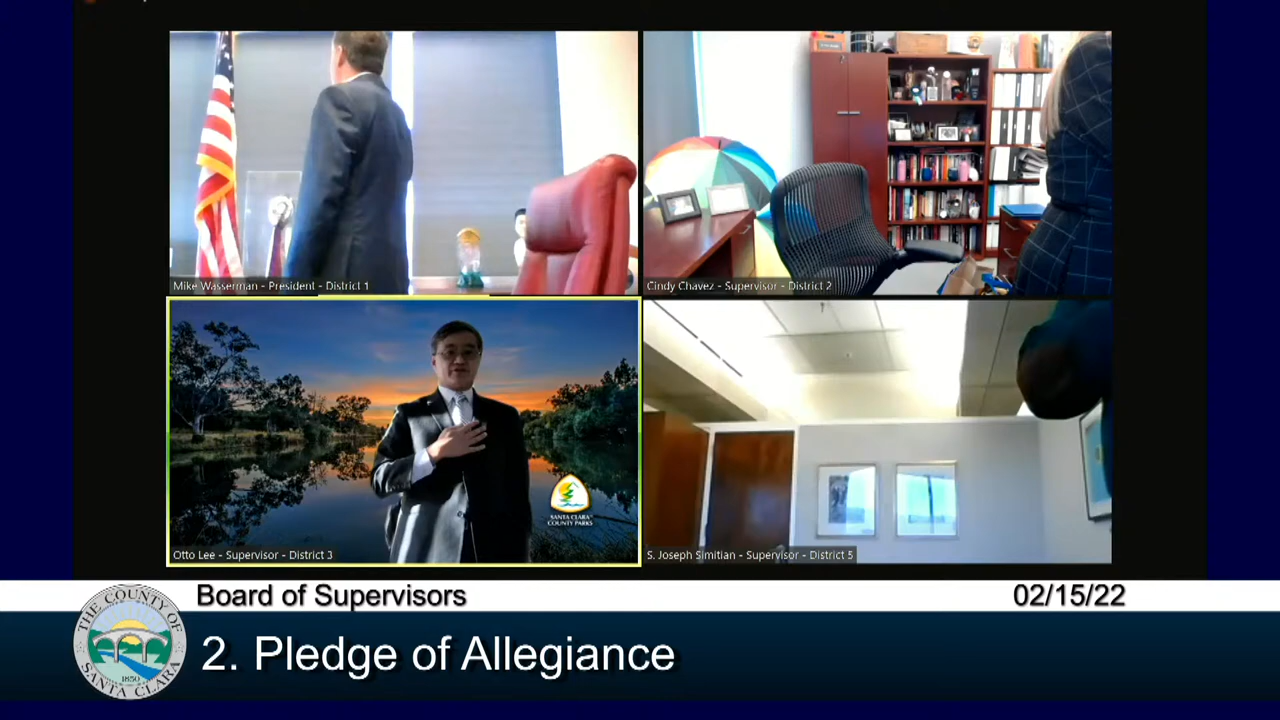 Mike Wasserman - President - District 1
Cindy Chavez - Supervisor - District 2
SANTA CLARA
COUNTY PARKS
Otto Lee - Supervisor - District 3
S. Joseph Simitian - Supervisor - District 5
Board of Supervisors
02/15/22
THE COUNTY OF
SANTA CLARA
1850
2. Pledge of Allegiance